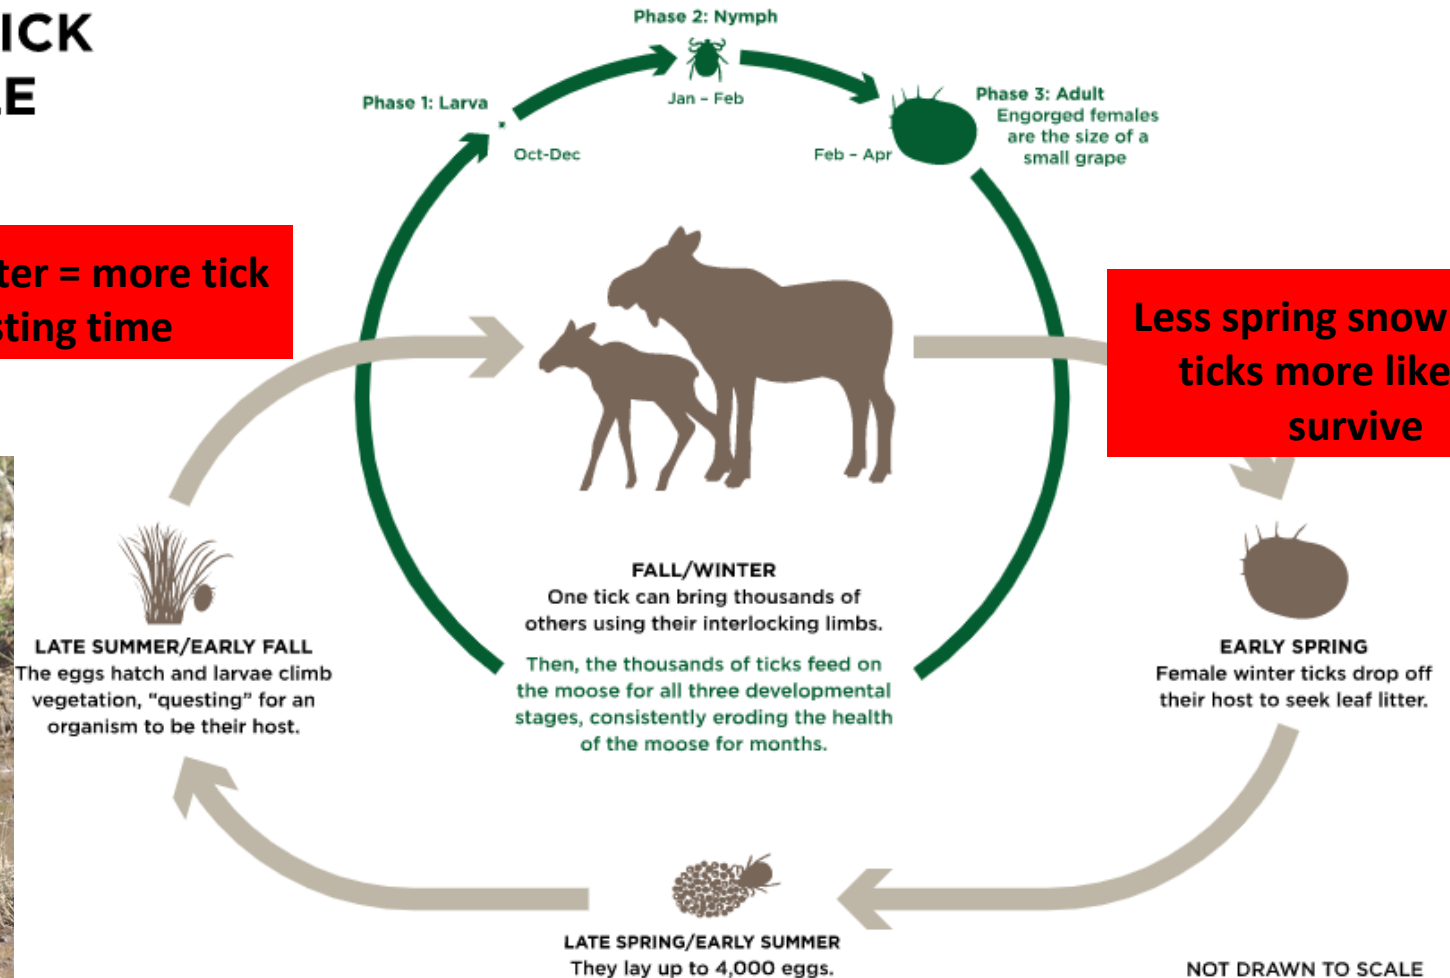 Phase 2: Nymph
Jan – Feb
Phase 1: Larva
Oct-Dec
Phase 3: Adult
Engorged females
are the size of a
small grape
Feb – Apr
= more tick
time
Less spring snow
ticks more
survive
FALL/WINTER
One tick can bring thousands of
others using their interlocking limbs.
Then, the thousands of ticks feed on
the moose for all three developmental
stages, consistently eroding the health
of the moose for months.
LATE SUMMER/EARLY FALL
The eggs hatch and larvae climb
vegetation, “questing” for an
organism to be their host.
EARLY SPRING
Female winter ticks drop off
their host to seek leaf litter.
LATE SPRING/EARLY SUMMER
They lay up to 4,000 eggs.
NOT DRAWN TO SCALE